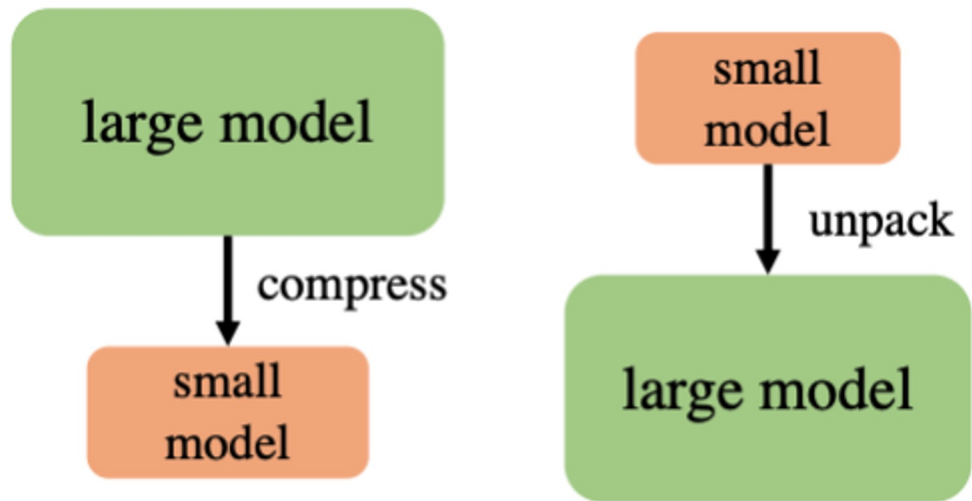 large model
compress
small
model
small
model
unpack
large model